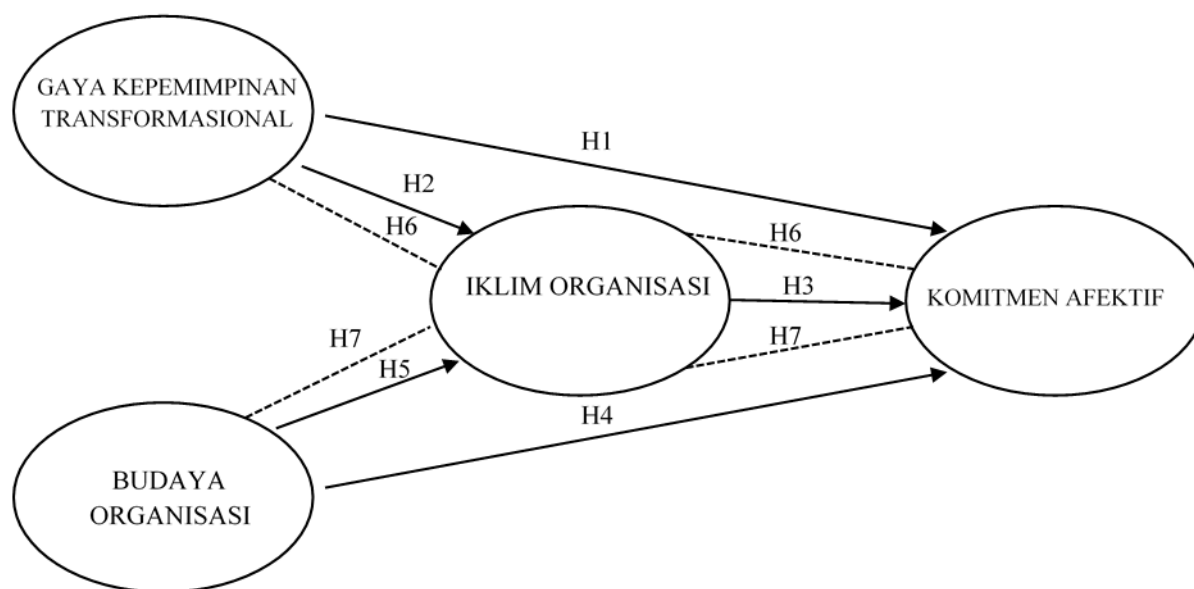 GAYA KEPEMIMPINAN
TRANSFORMASIONAL
H1
H2
H6
H6
IKLIM ORGANISASI
H3
KOMITMEN AFEKTIF
H7
H7
H5
H4
BUDAYA
ORGANISASI